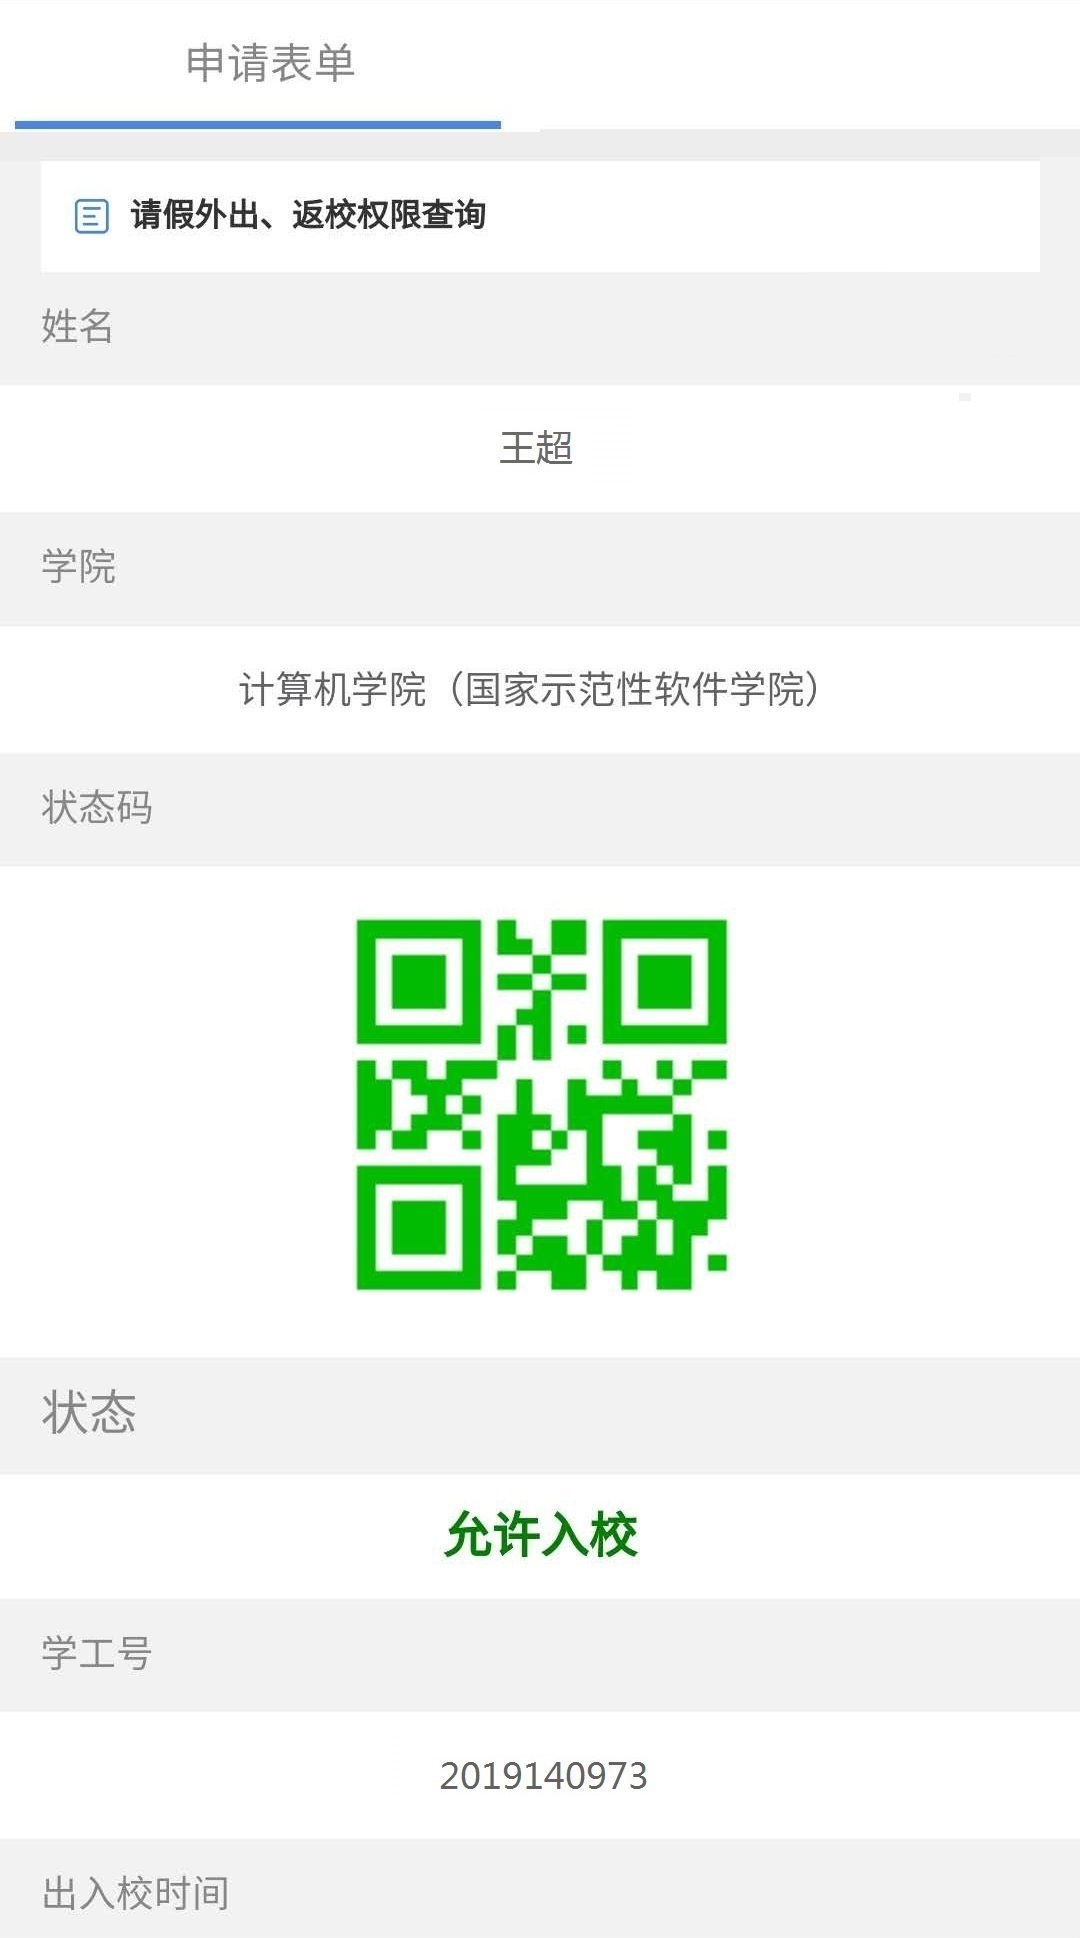 申请表单
请假外出、返校权限查询
姓名
王超
学院
计算机学院（国家示范性软件学院）
状态码
状态
允许入校
学工号
2019140973
出入校时间